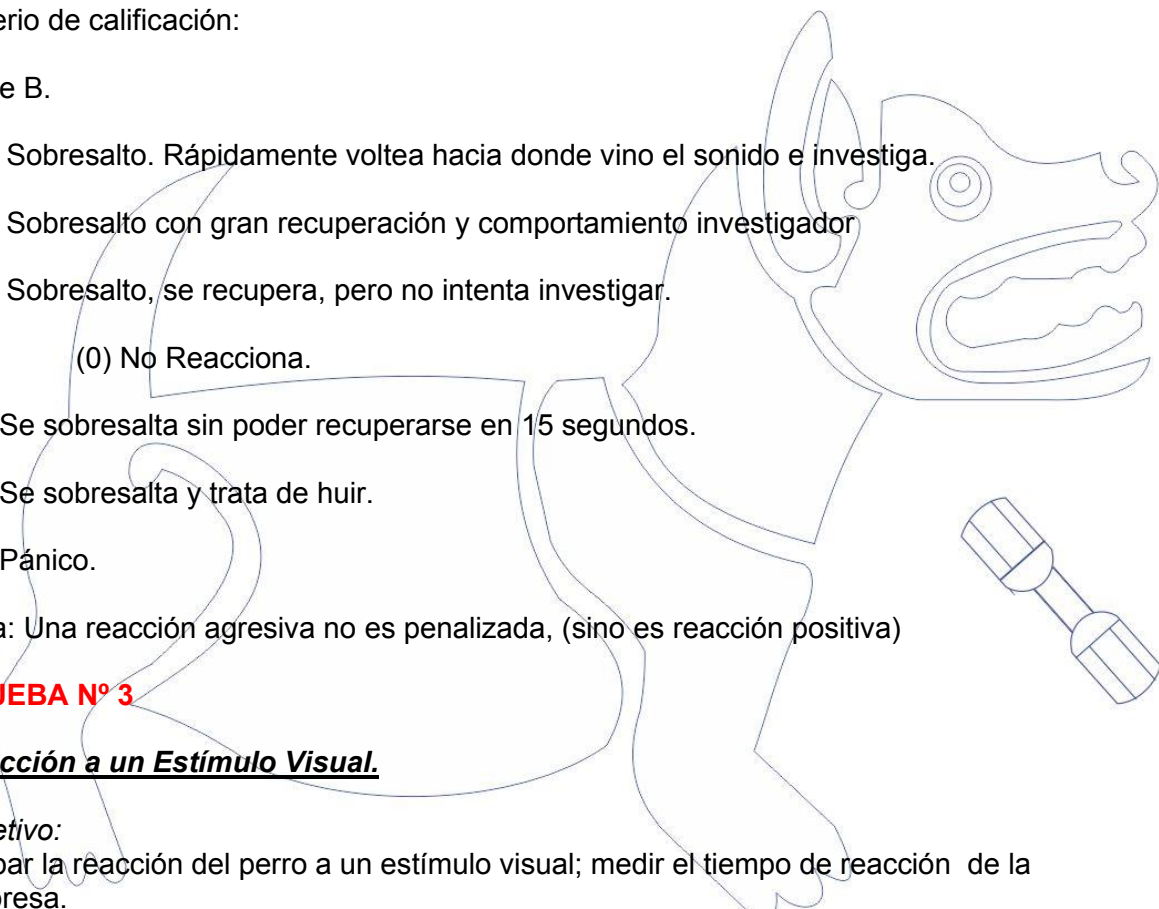 erio de calificación:
e B.
Sobresalto. Rápidamente voltea hacia donde vino el sonido e investiga.
Sobresalto con gran recuperación y comportamiento investigador
Sobresalto, se recupera, pero no intenta investigar.
(0) No Reacciona.
Se sobresalta sin poder recuperarse en 15 segundos.
Se sobresalta y trata de huir.
Pánico.
a: Una reacción agresiva no es penalizada, (sino es reacción positiva)
UEBA Nº 3
cción a un Estímulo Visual.
etivo:
bar la reacción del perro a un estímulo visual; medir el tiempo de reacción de la
presa.